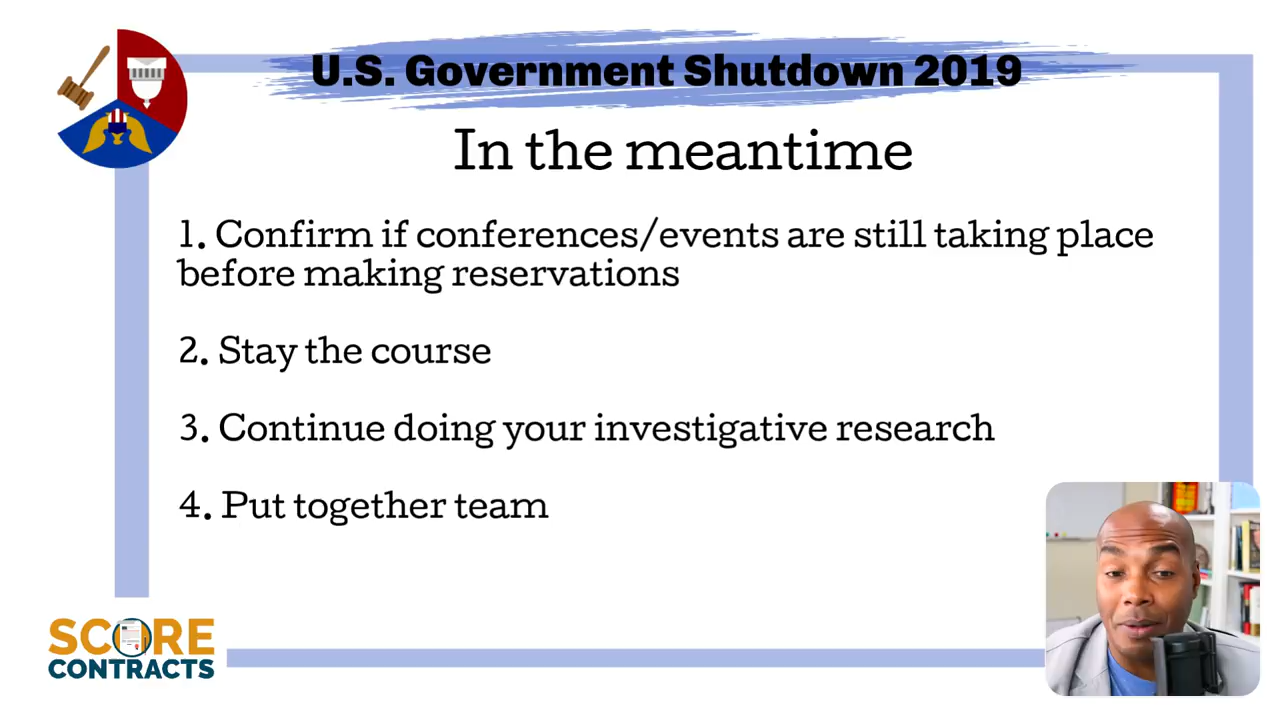 U.S. Government Shutdown 2019
In the meantime
1. Confirm if conferences/events are still taking place
before making reservations
2. Stay the course
3. Continue doing your investigative research
4. Put together team
SCORE
CONTRACTS